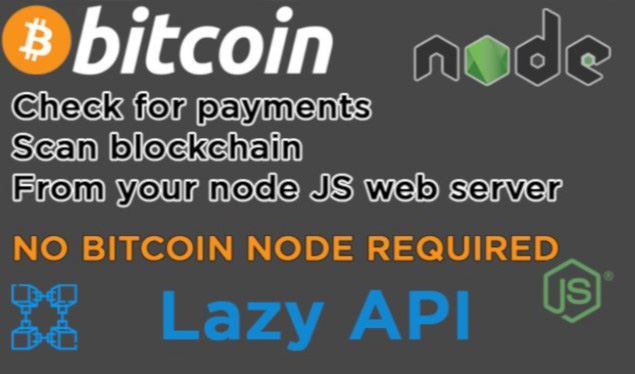 bitcoin
node
Check for payments
Scan blockchain
From your node JS web server
NO BITCOIN NODE REQUIRED
JS®
Lazy API